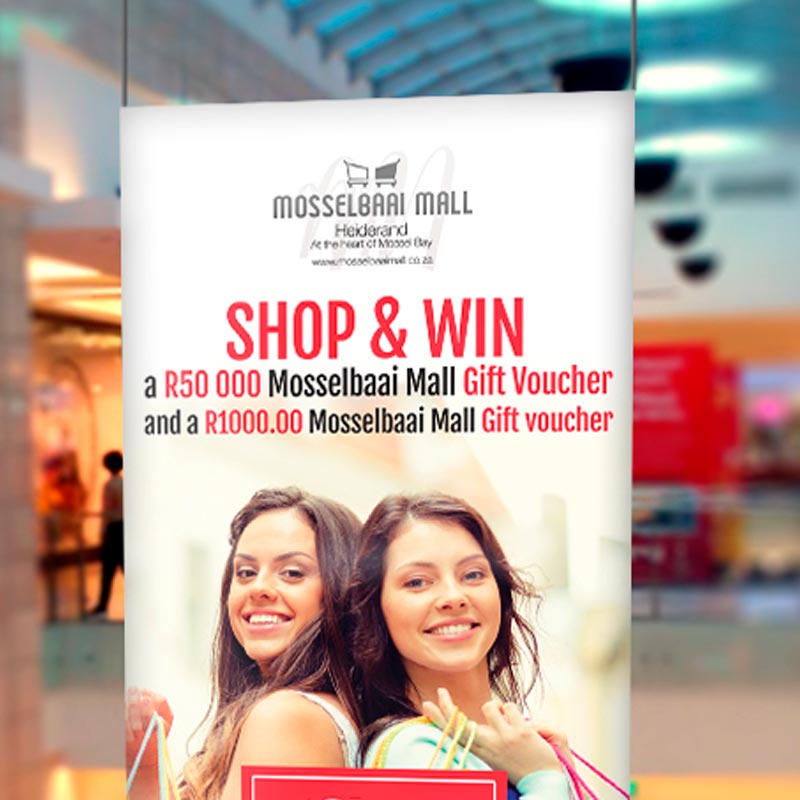 MOSSELBAAI MALL
Heiderand
At the heart of Mossel Bay
www.mosselbaaimall.co.za
SHOP & WIN
a R50 000 Mosselbaai Mall Gift Voucher
and a R1000.00 Mosselbaai Mall Gift voucher